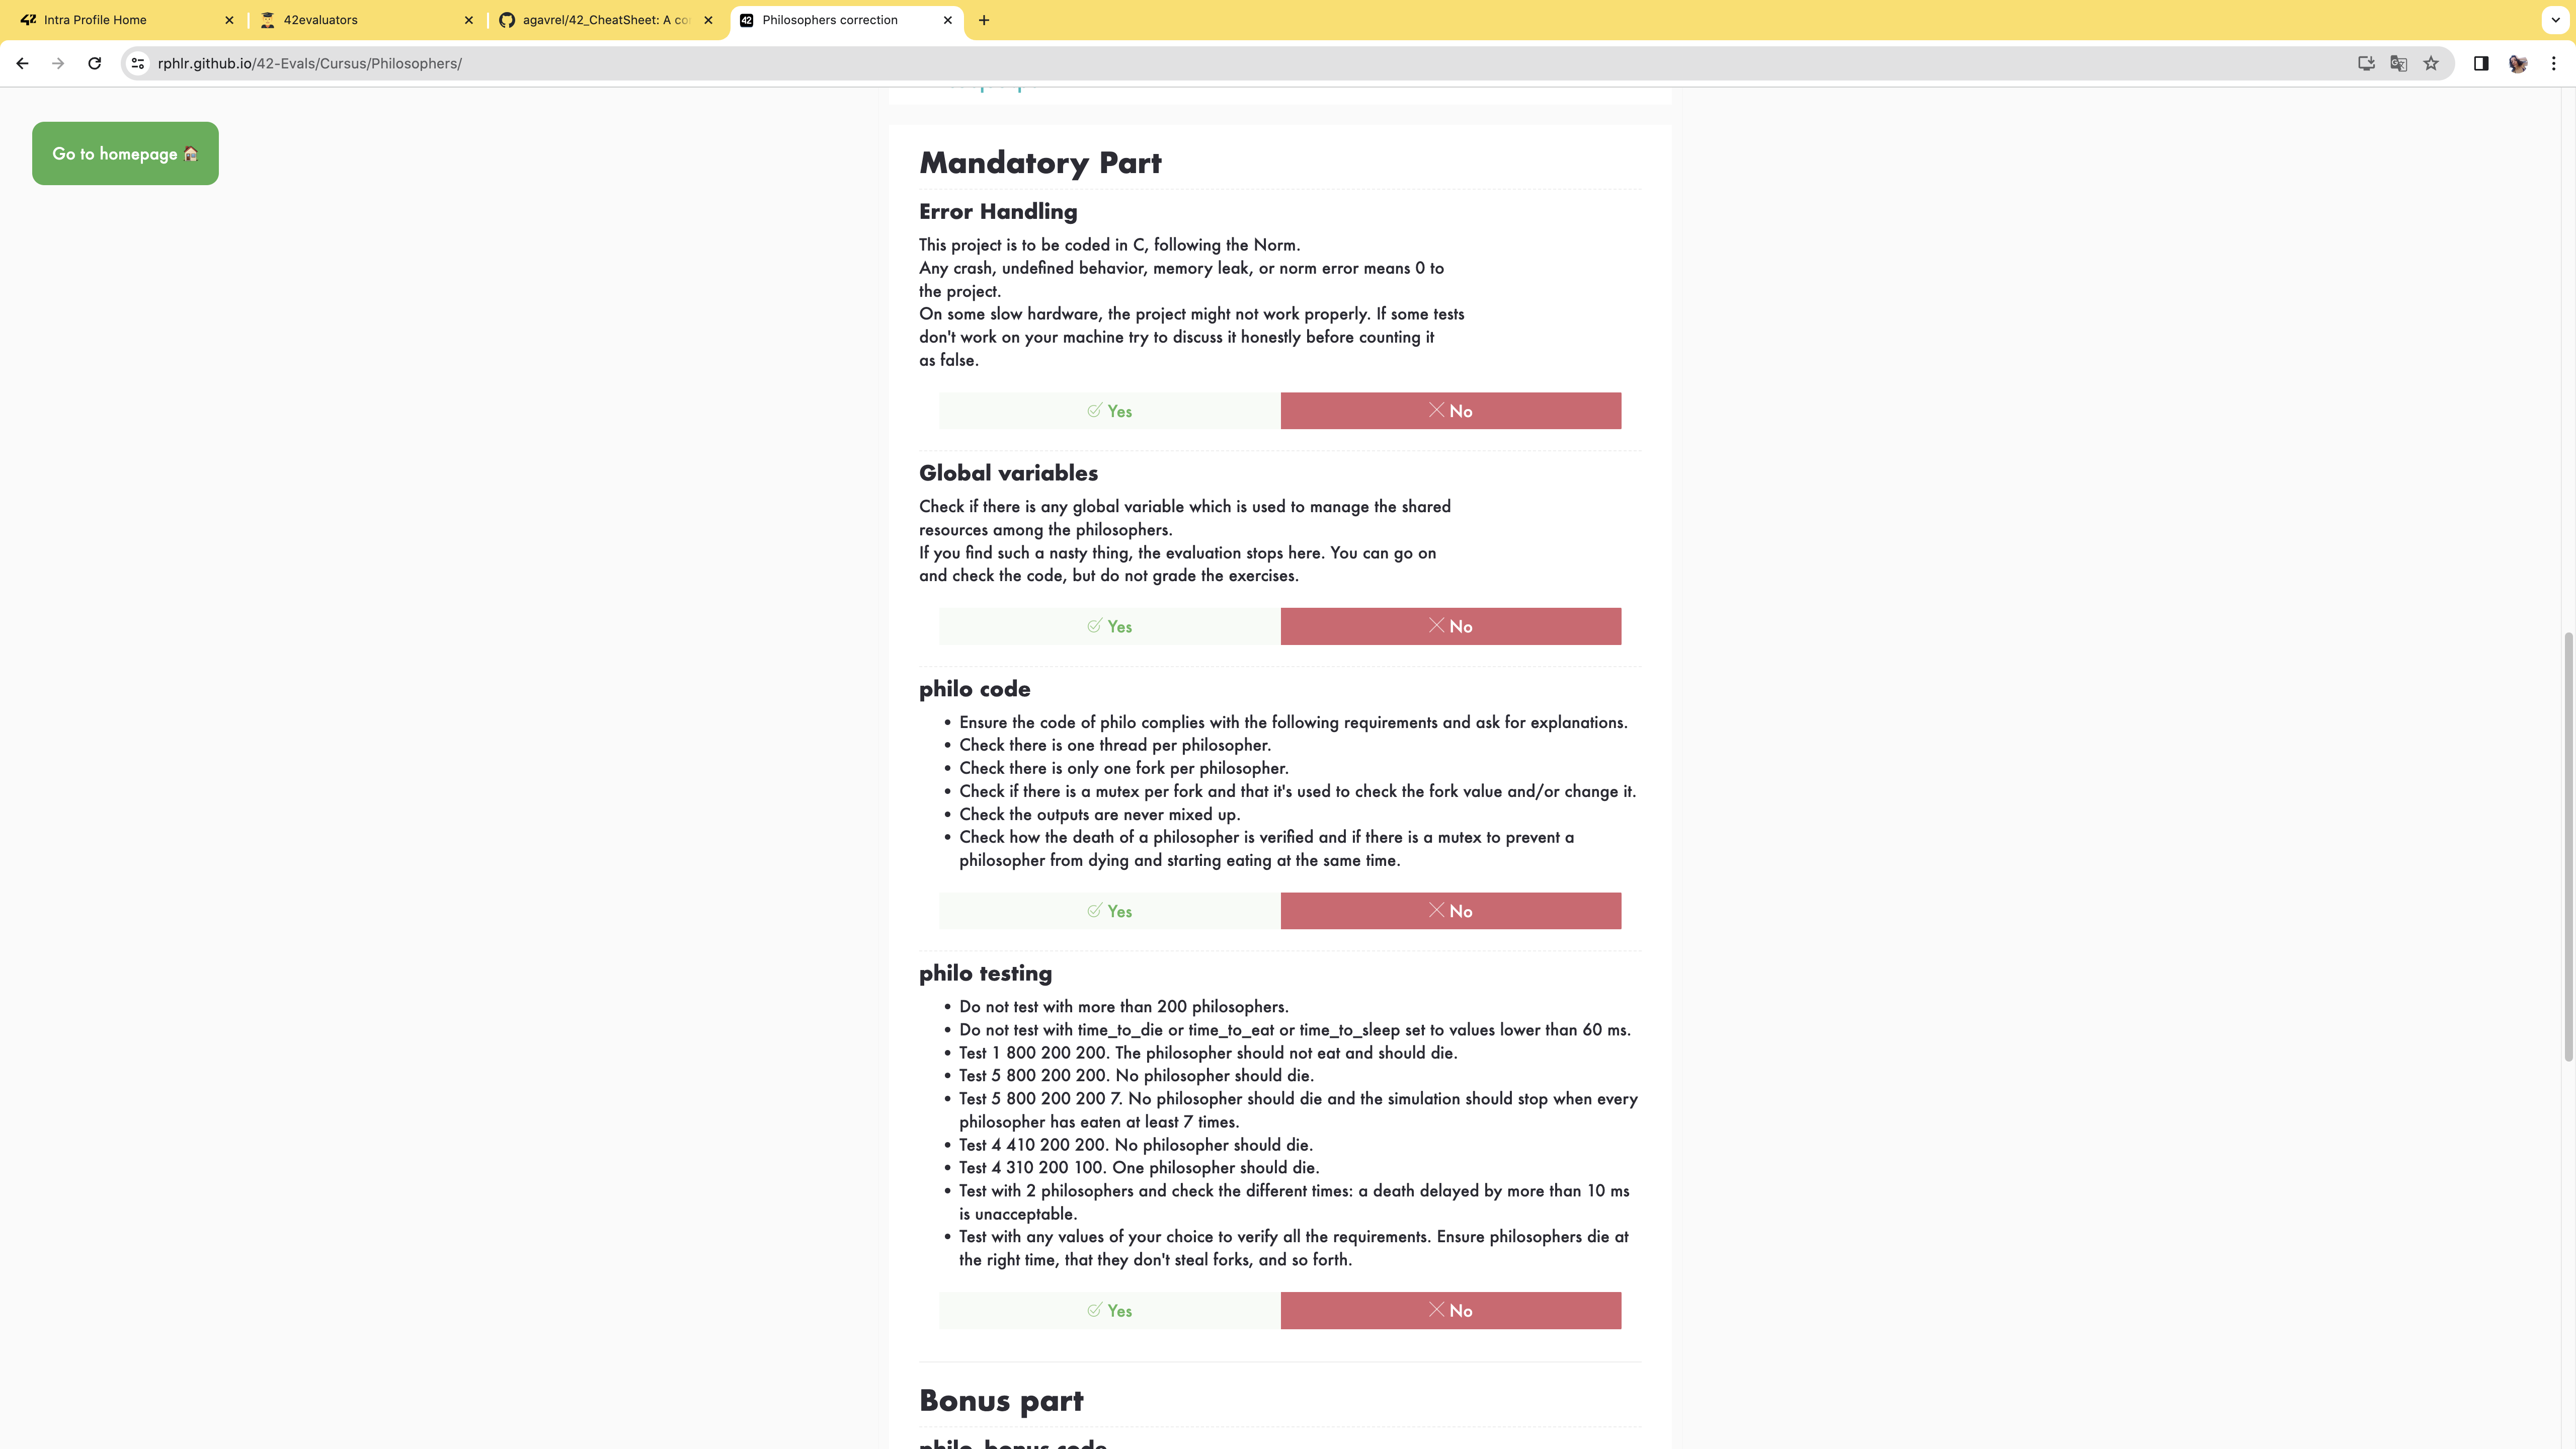 Intra Profile Home
42evaluators
agavrel/42_CheatSheet: A co
Philosophers correction
rphlr.github.io/42-Evals/Cursus/Philosophers/
Go to homepage
Mandatory Part
Error Handling
This project is to be coded in C, following the Norm.
Any crash, undefined behavior, memory leak, or norm error means 0 to
the project.
On some slow hardware, the project might not work properly. If some tests
don't work on your machine try to discuss it honestly before counting it
as false.
Yes
No
Global variables
Check if there is any global variable which is used to manage the shared
resources among the philosophers.
If you find such a nasty thing, the evaluation stops here. You can go on
and check the code, but do not grade the exercises.
Yes
No
philo code
• Ensure the code of philo complies with the following requirements and ask for explanations.
• Check there is one thread per philosopher.
• Check there is only one fork per philosopher.
• Check if there is a mutex per fork and that it's used to check the fork value and/or change it.
• Check the outputs are never mixed up.
• Check how the death of a philosopher is verified and if there is a mutex to prevent a
philosopher from dying and starting eating at the same time.
Yes
No
philo testing
• Do not test with more than 200 philosophers.
• Do not test with time_to_die or time_to_eat or time_to_sleep set to values lower than 60 ms.
• Test 1 800 200 200. The philosopher should not eat and should die.
• Test 5 800 200 200. No philosopher should die.
• Test 5 800 200 200 7. No philosopher should die and the simulation should stop when every
philosopher has eaten at least 7 times.
• Test 4 410 200 200. No philosopher should die.
• Test 4 310 200 100. One philosopher should die.
• Test with 2 philosophers and check the different times: a death delayed by more than 10 ms
is unacceptable.
• Test with any values of your choice to verify all the requirements. Ensure philosophers die at
the right time, that they don't steal forks, and so forth.
Yes
No
Bonus part
philo_bonus code